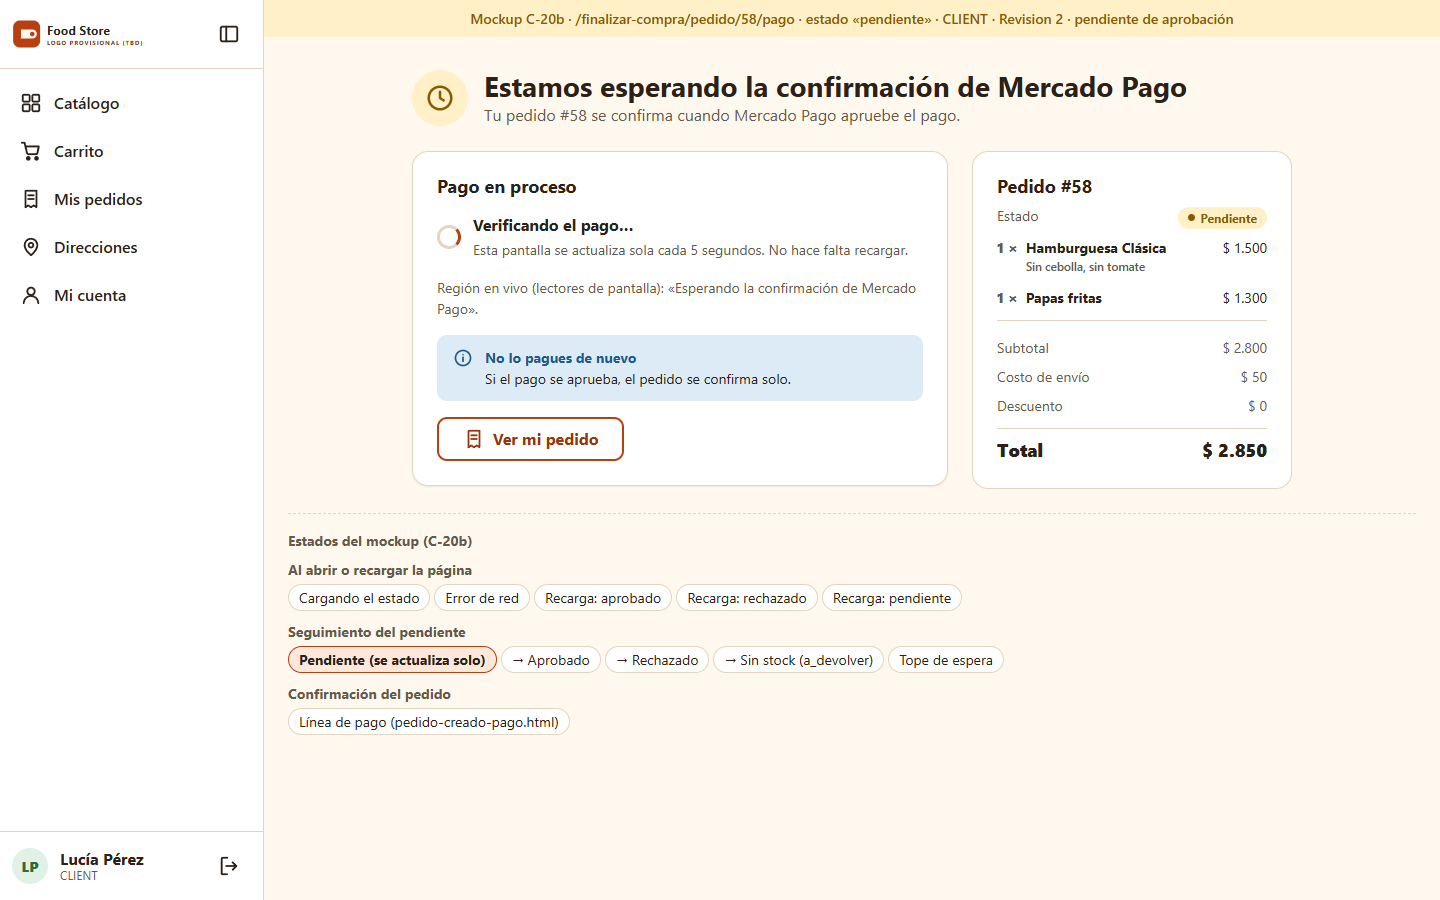 Mockup C-20b · /finalizar-compra/pedido/58/pago · estado «pendiente» · CLIENT · Revision 2 · pendiente de aprobación
Food Store
LOGO PROVISIONAL (TBD)
Catálogo
Carrito
Mis pedidos
Direcciones
Mi cuenta
LP
Lucía Pérez
CLIENT
Estamos esperando la confirmación de Mercado Pago
Tu pedido #58 se confirma cuando Mercado Pago apruebe el pago.
Pago en proceso
Verificando el pago...
Esta pantalla se actualiza sola cada 5 segundos. No hace falta recargar.
Región en vivo (lectores de pantalla): «Esperando la confirmación de Mercado
Pago».
No lo pagues de nuevo
Si el pago se aprueba, el pedido se confirma solo.
Ver mi pedido
Pedido #58
Estado Pendiente
1 × Hamburguesa Clásica $ 1.500
Sin cebolla, sin tomate
1 × Papas fritas $ 1.300
Subtotal $ 2.800
Costo de envío $ 50
Descuento $ 0
Total $ 2.850
Estados del mockup (C-20b)
Al abrir o recargar la página
Cargando el estado Error de red Recarga: aprobado Recarga: rechazado Recarga: pendiente
Seguimiento del pendiente
Pendiente (se actualiza solo) → Aprobado → Rechazado → Sin stock (a_devolver) Tope de espera
Confirmación del pedido
Línea de pago (pedido-creado-pago.html)